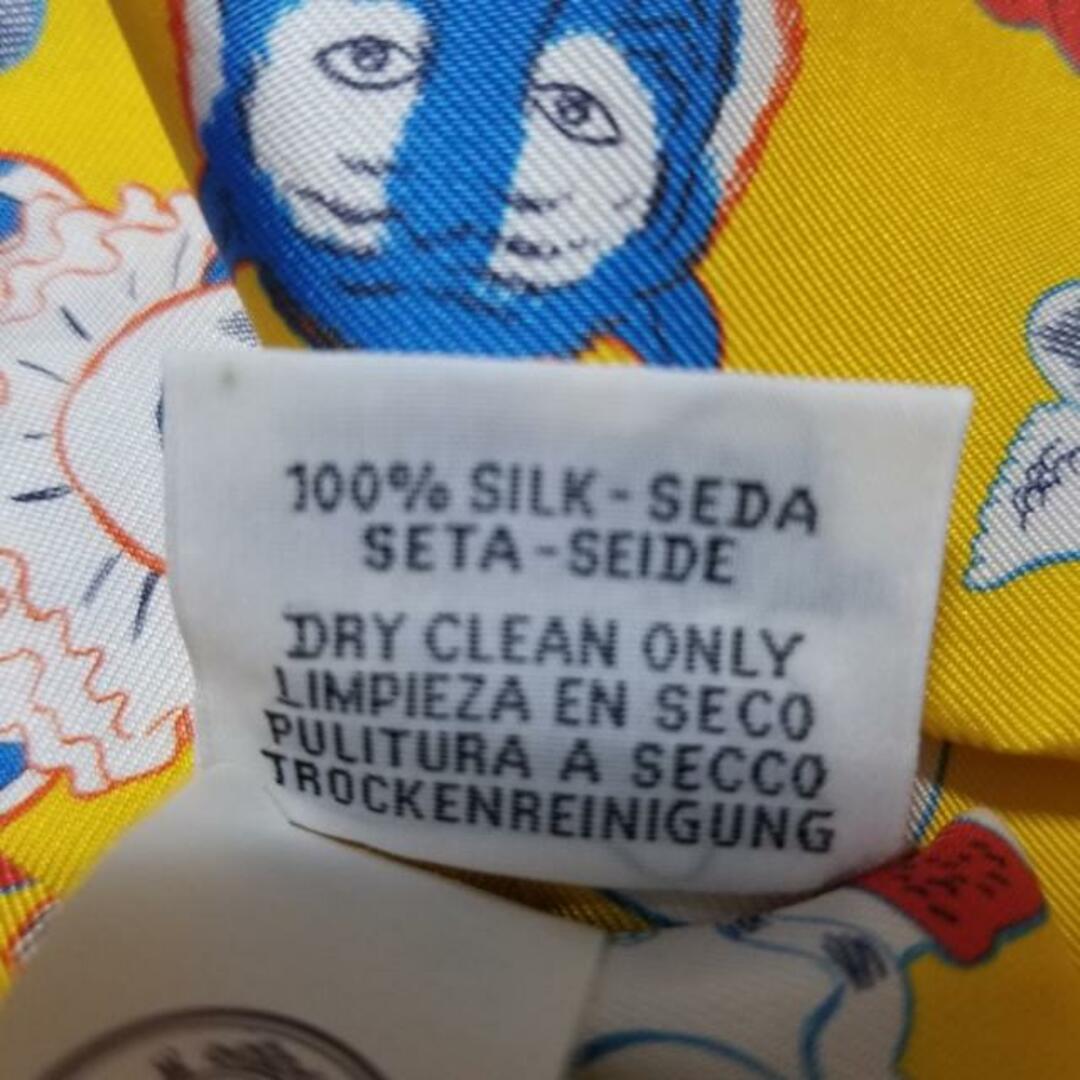 100% SILK - SEDA
SETA - SEIDE
DRY CLEAN ONLY
LIMPIEZA EN SECO
PULITURA A SECCO
TROCKENREINIGUNG